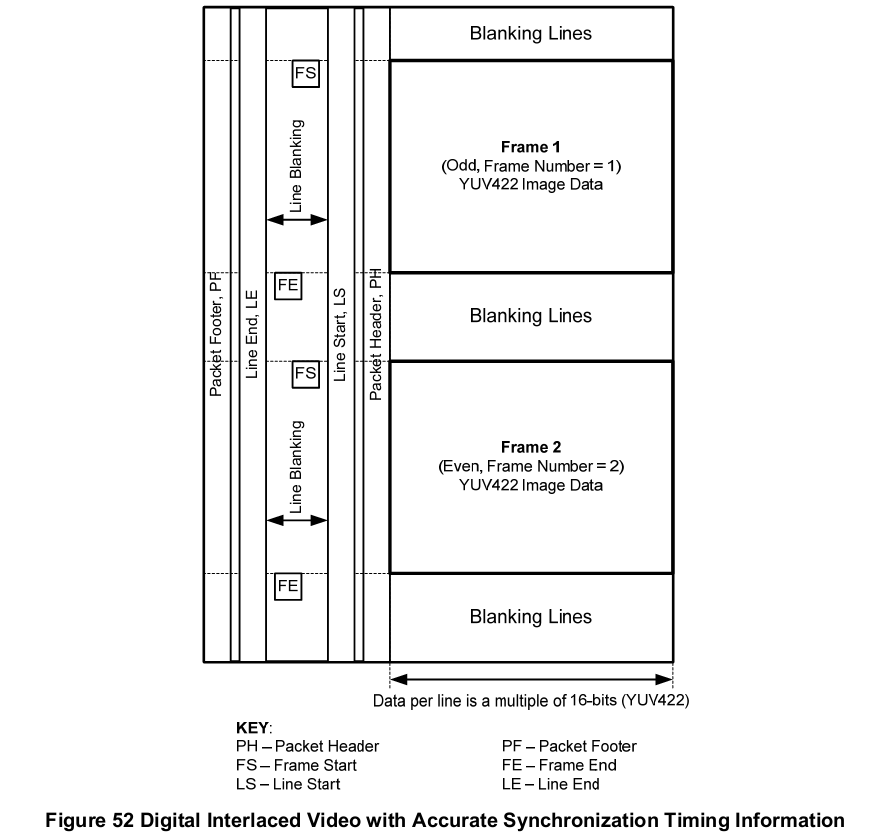 Blanking Lines
FS
Line Blanking
Frame 1
(Odd, Frame Number = 1)
YUV422 Image Data
FE
Packet Footer, PF
Line End, LE
Line Start, LS
Packet Header, PH
Blanking Lines
FS
Line Blanking
Frame 2
(Even, Frame Number = 2)
YUV422 Image Data
FE
Blanking Lines
Data per line is a multiple of 16-bits (YUV422)
KEY:
PH – Packet Header
PF – Packet Footer
FS – Frame Start
FE – Frame End
LS – Line Start
LE – Line End
Figure 52 Digital Interlaced Video with Accurate Synchronization Timing Information